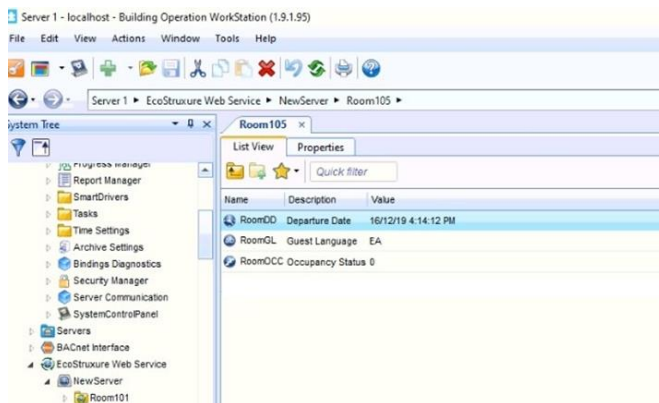 Server 1 - localhost - Building Operation WorkStation (1.9.1.95)
File Edit View Actions Window Tools Help
Server 1 ▸ EcoStruxure Web Service ▸ NewServer ▸ Room105 ▸
System Tree
Room105
List View Properties
Quick filter
Name Description Value
RoomDD Departure Date 16/12/19 4:14:12 PM
RoomGL Guest Language EA
RoomOCC Occupancy Status 0
Progress Manager
Report Manager
SmartDrivers
Tasks
Time Settings
Archive Settings
Bindings Diagnostics
Security Manager
Server Communication
SystemControlPanel
Servers
BACnet Interface
EcoStruxure Web Service
NewServer
Room101